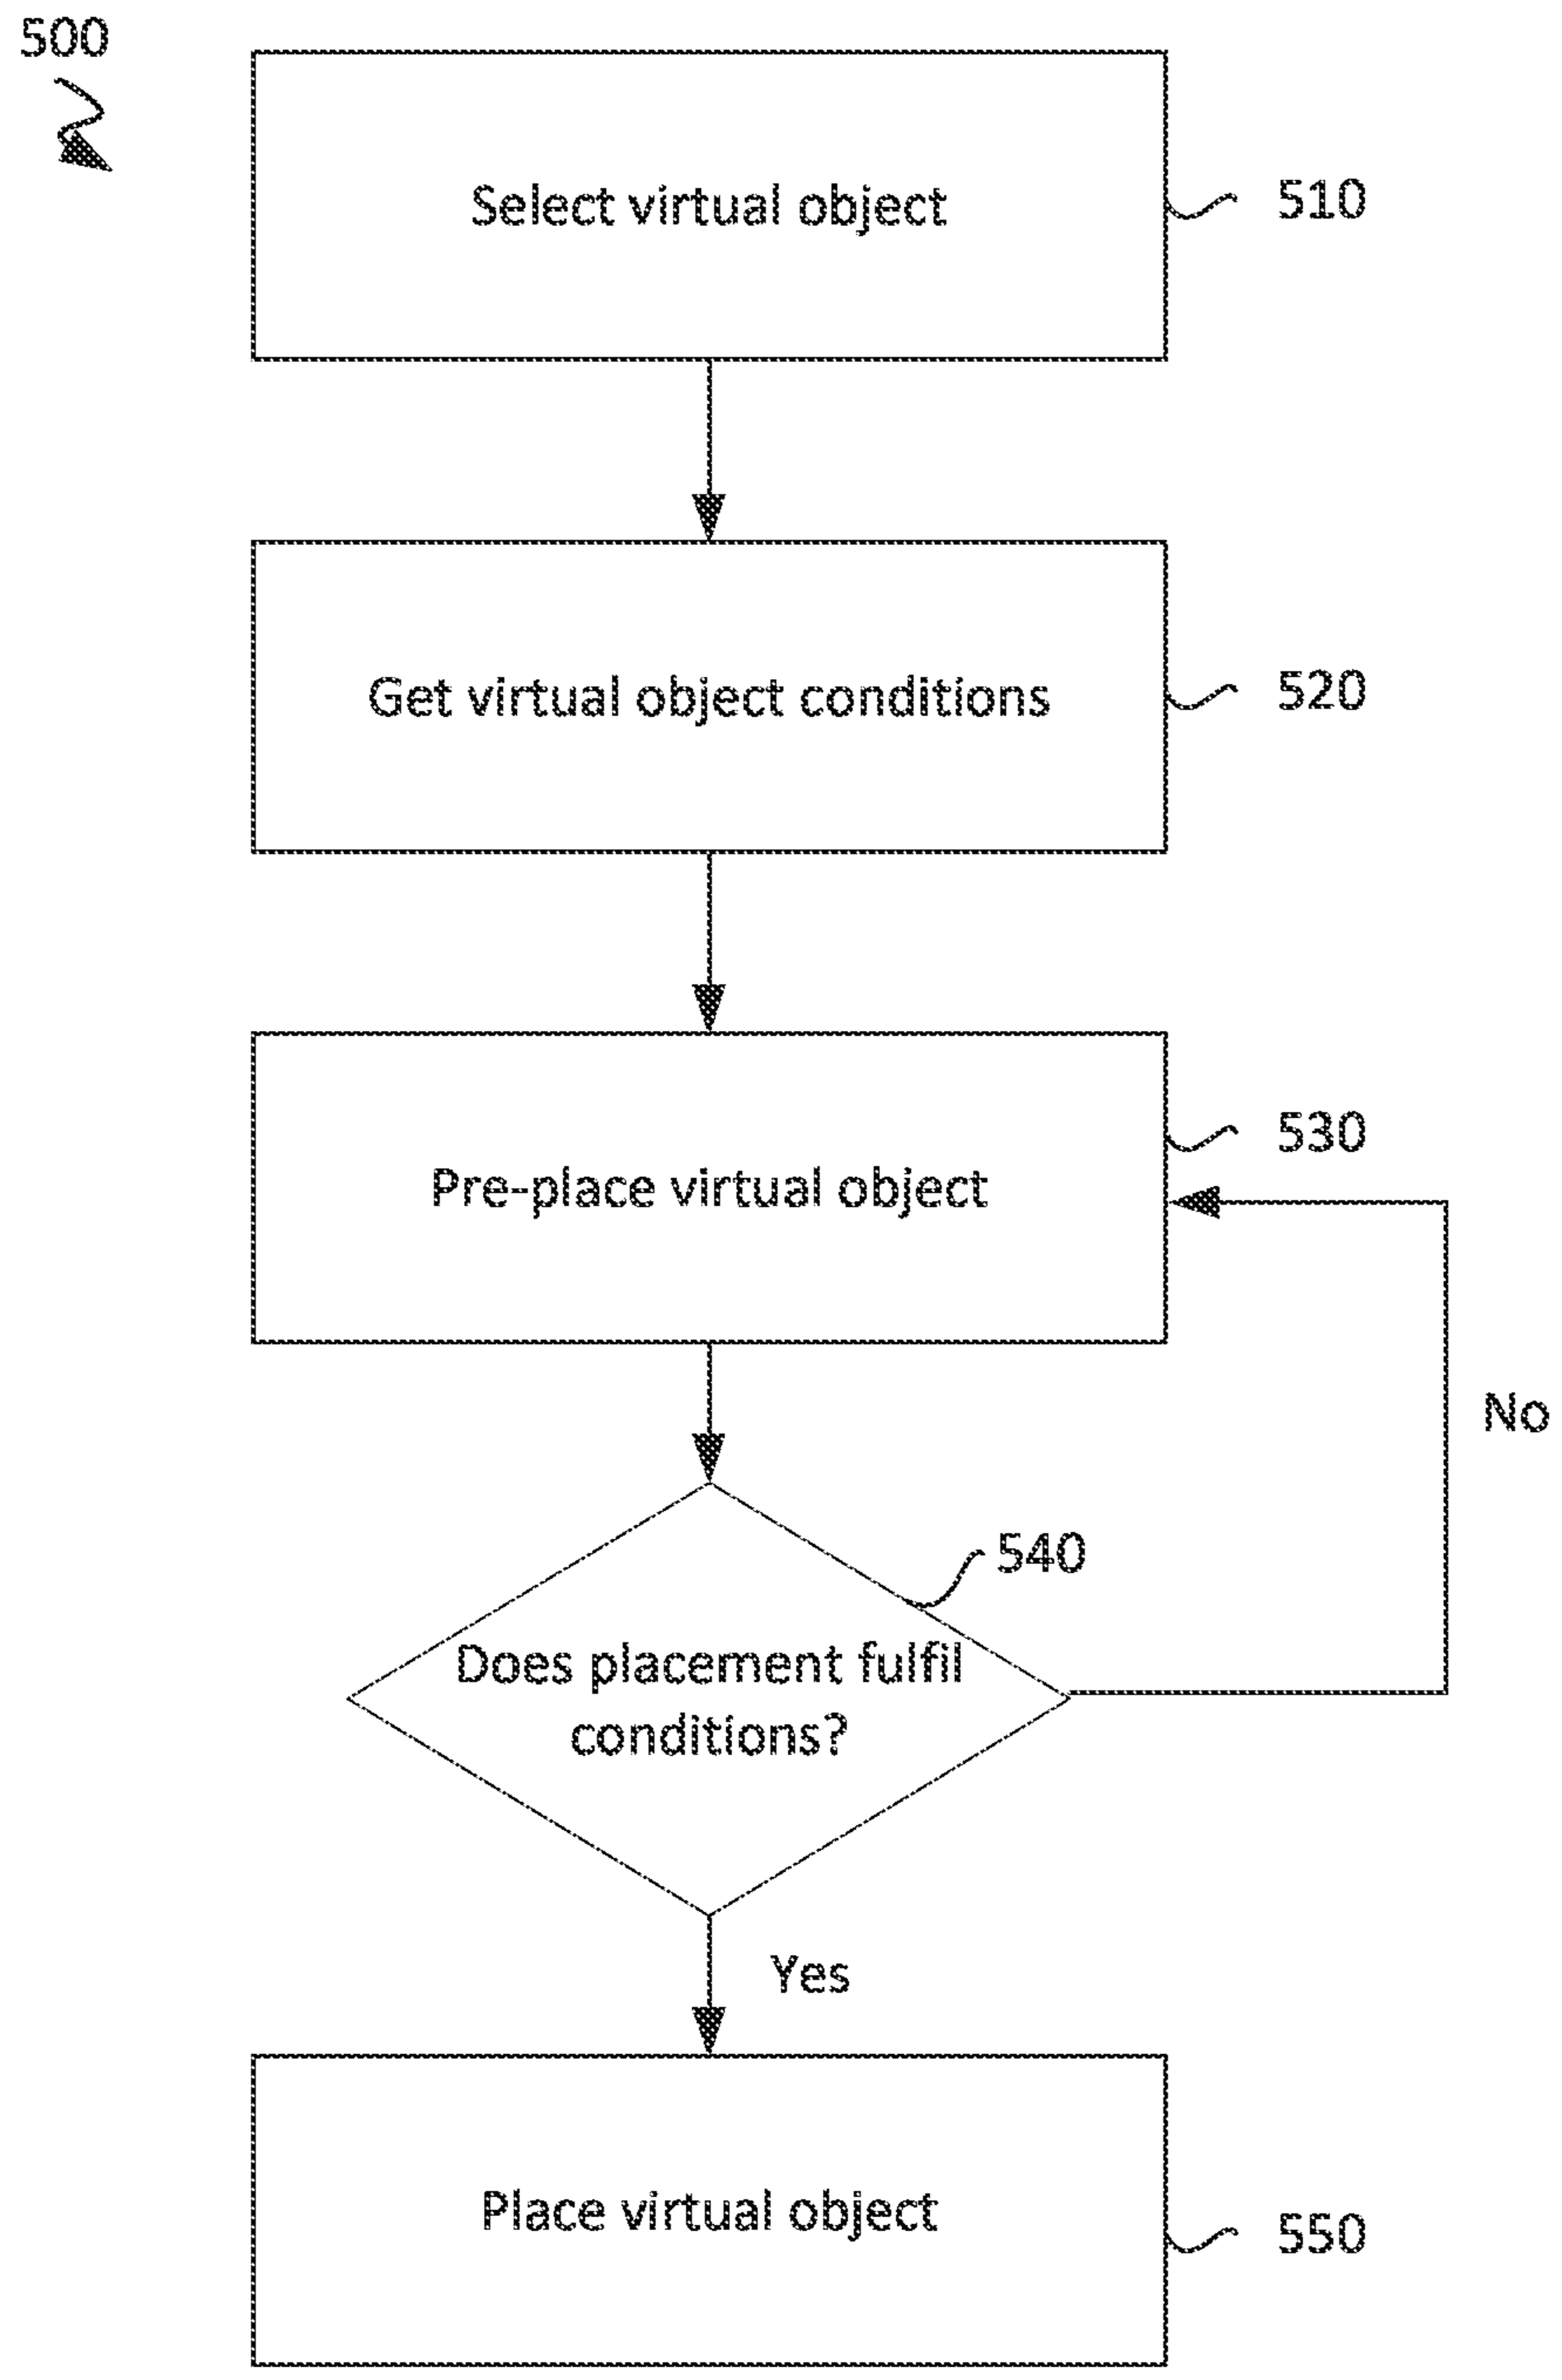 500
Select virtual object
510
Get virtual object conditions
520
530
Pre-place virtual object
No
540
Does placement fulfil
conditions?
Yes
Place virtual object
550